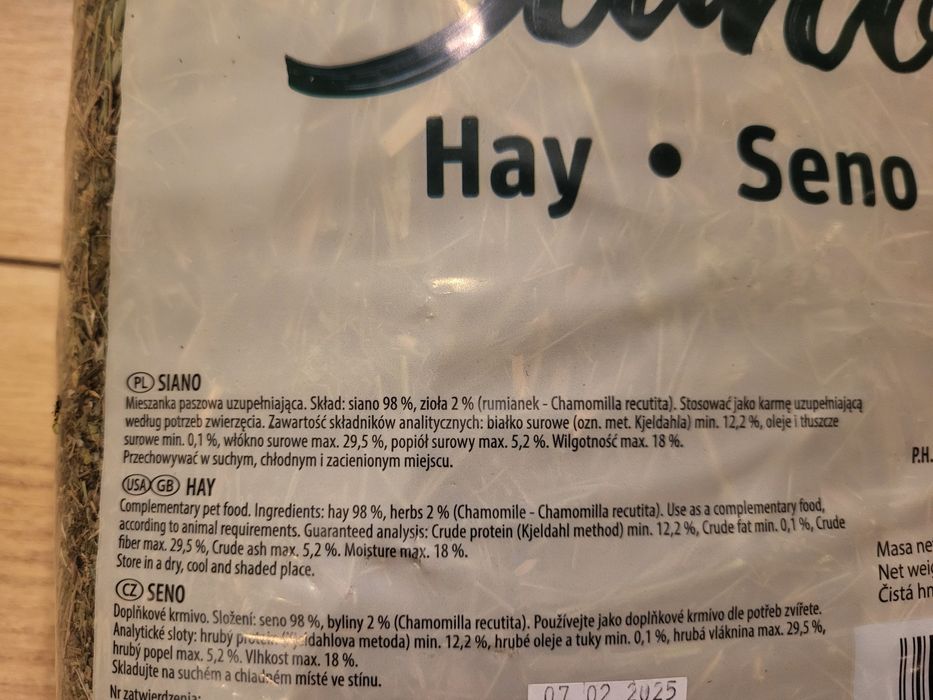 Hay • Seno
PL SIANO
Mieszanka paszowa uzupełniająca. Skład: siano 98 %, zioła 2 % (rumianek - Chamomilla recutita). Stosować jako karmę uzupełniającą
według potrzeb zwierzęcia. Zawartość składników analitycznych: białko surowe (ozn. met. Kjeldahla) min. 12,2 %, oleje i tłuszcze
surowe min. 0,1 %, włókno surowe max. 29,5 %, popiół surowy max. 5,2 %. Wilgotność max. 18 %.
Przechowywać w suchym, chłodnym i zacienionym miejscu.
P.H.
USA GB HAY
Complementary pet food. Ingredients: hay 98 %, herbs 2 % (Chamomile - Chamomilla recutita). Use as a complementary food,
according to animal requirements. Guaranteed analysis: Crude protein (Kjeldahl method) min. 12,2 %, Crude fat min. 0,1 %, Crude
fiber max. 29,5 %, Crude ash max. 5,2 %. Moisture max. 18 %.
Store in a dry, cool and shaded place.
Masa
Net
Čistá
CZ SENO
Doplňkové krmivo. Složení: seno 98 %, byliny 2 % (Chamomilla recutita). Používejte jako doplňkové krmivo dle potřeb zvířete.
Analytické sloty: hrubý protein (Kjeldahlova metoda) min. 12,2 %, hrubé oleje a tuky min. 0,1 %, hrubá vláknina max. 29,5 %,
hrubý popel max. 5,2 %. Vlhkost max. 18 %.
Skladujte na suchém a chladném místě ve stínu.
Nr zatwierdzenia:
07 02 2025